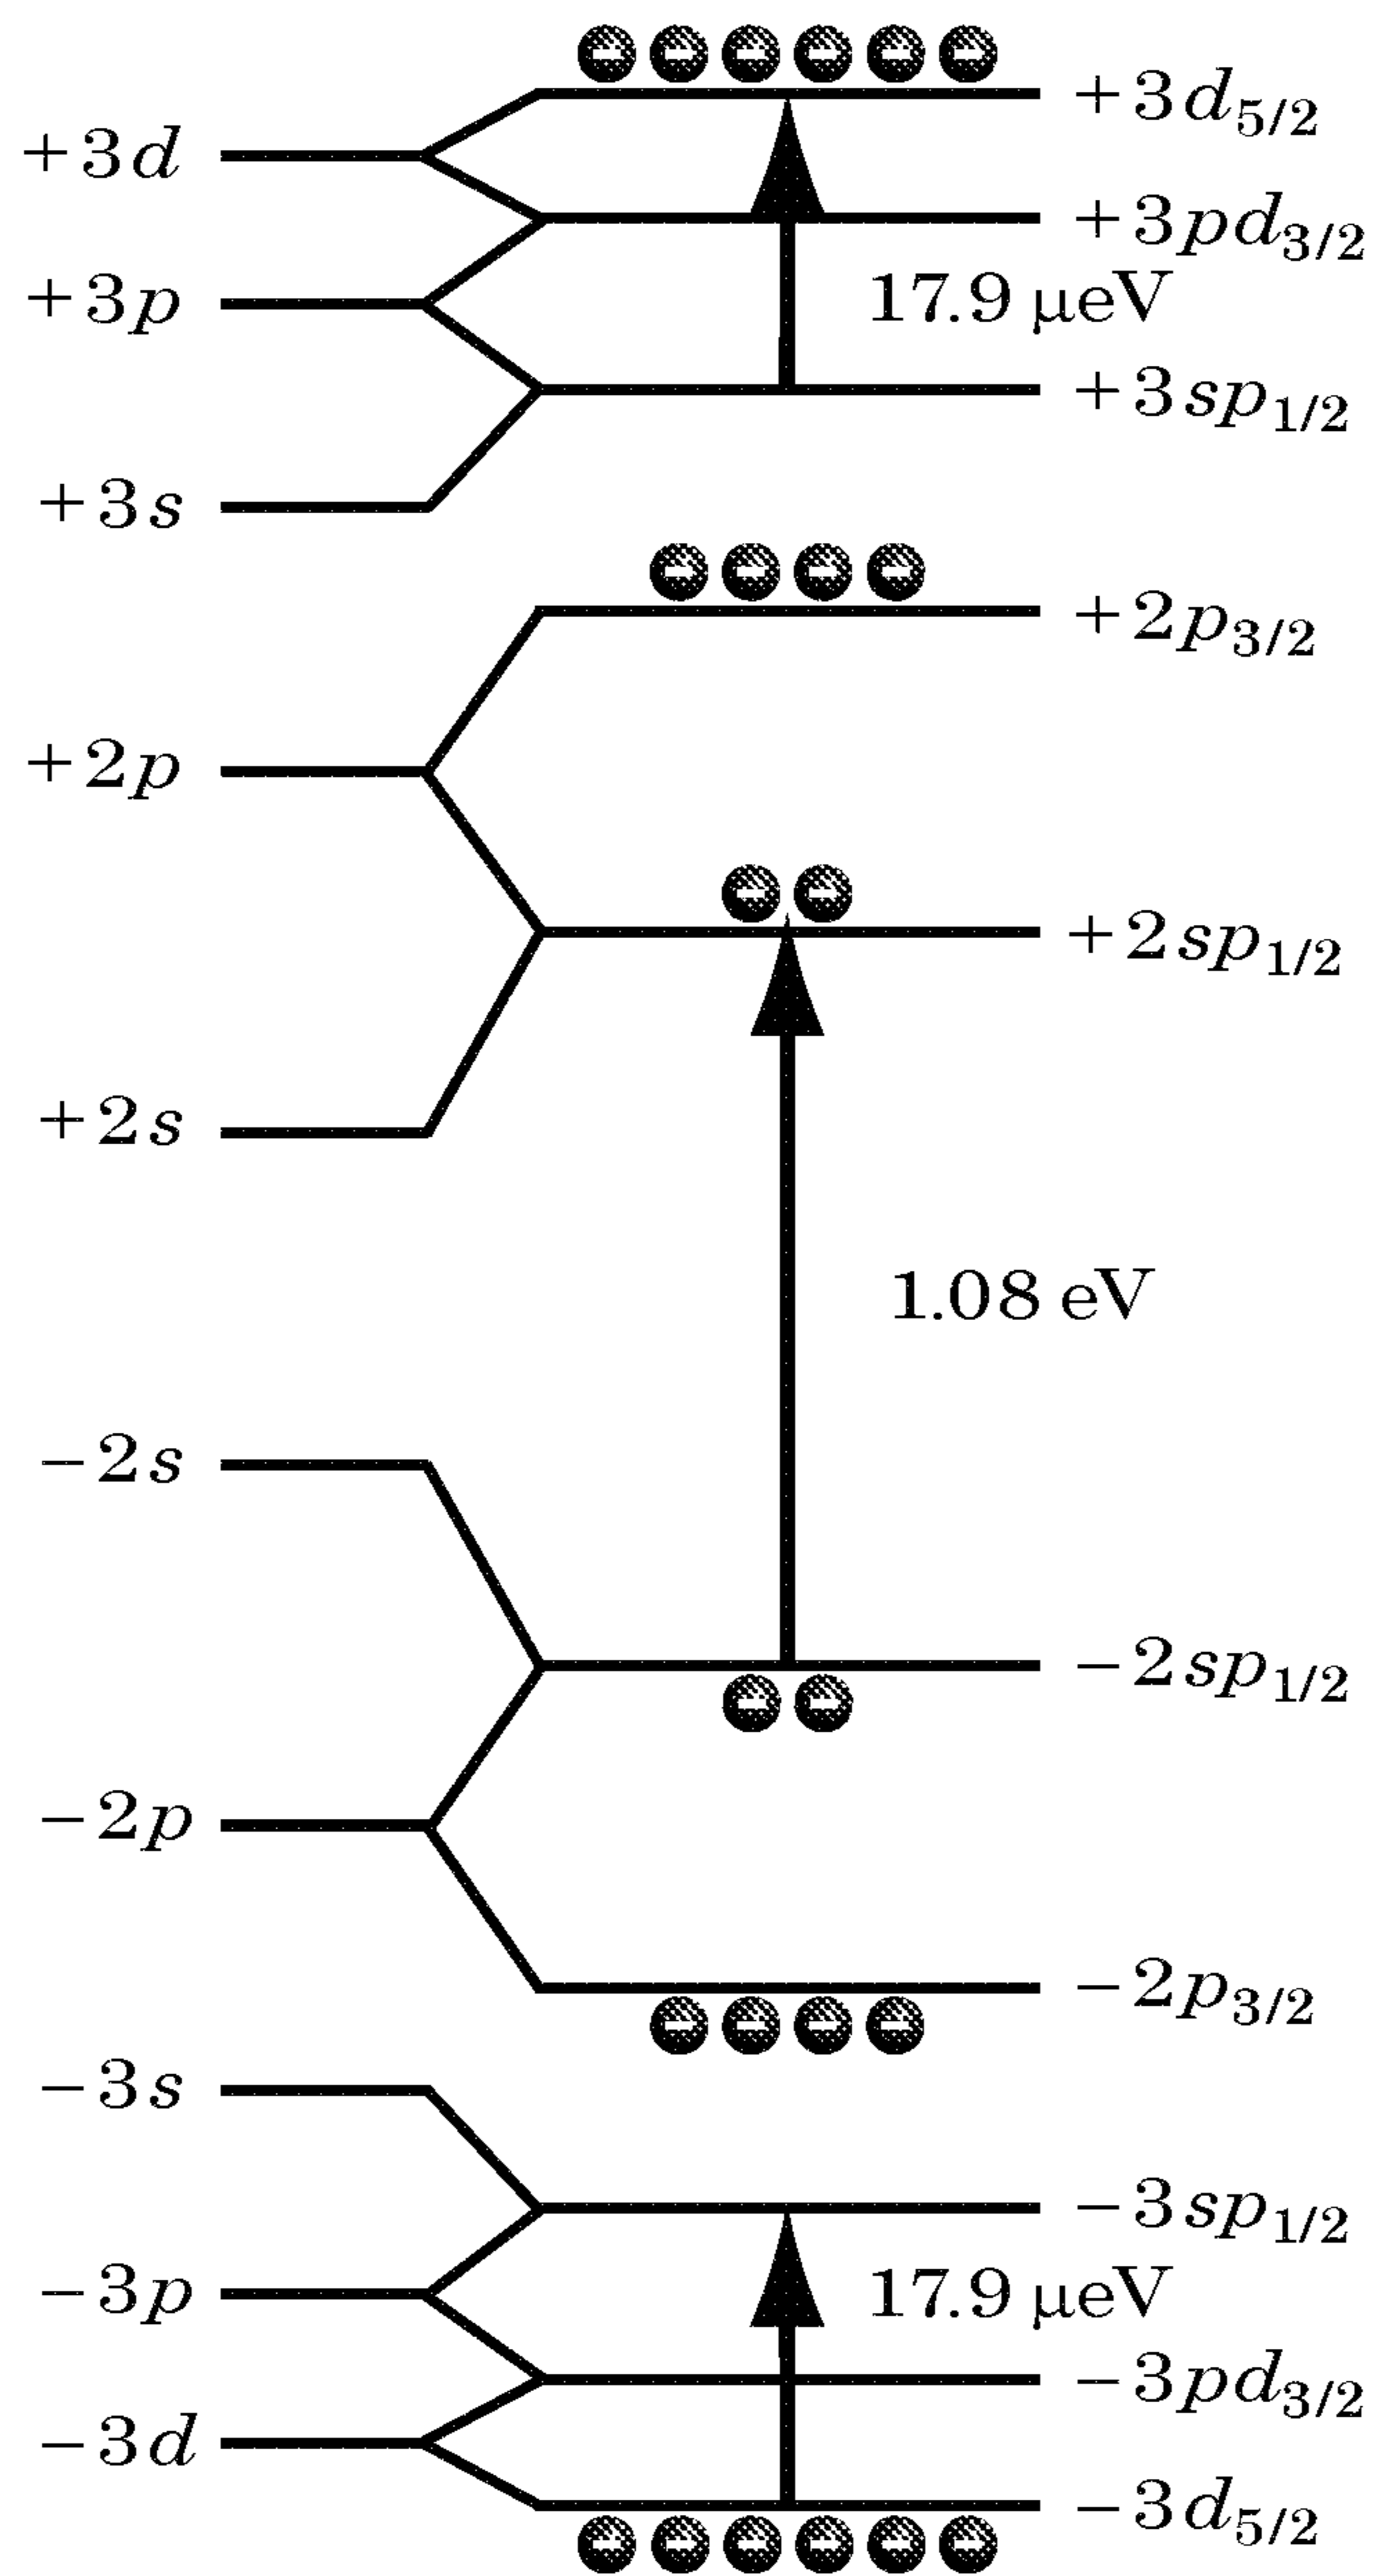 +3d5/2
+3d
+3pd3/2
+3p
17.9 μeV
+3sp1/2
+3s
+2p3/2
+2p
+2sp1/2
+2s
1.08 eV
−2s
−2sp1/2
−2p
−2p3/2
−3s
−3sp1/2
−3p
17.9 μeV
−3pd3/2
−3d
−3d5/2